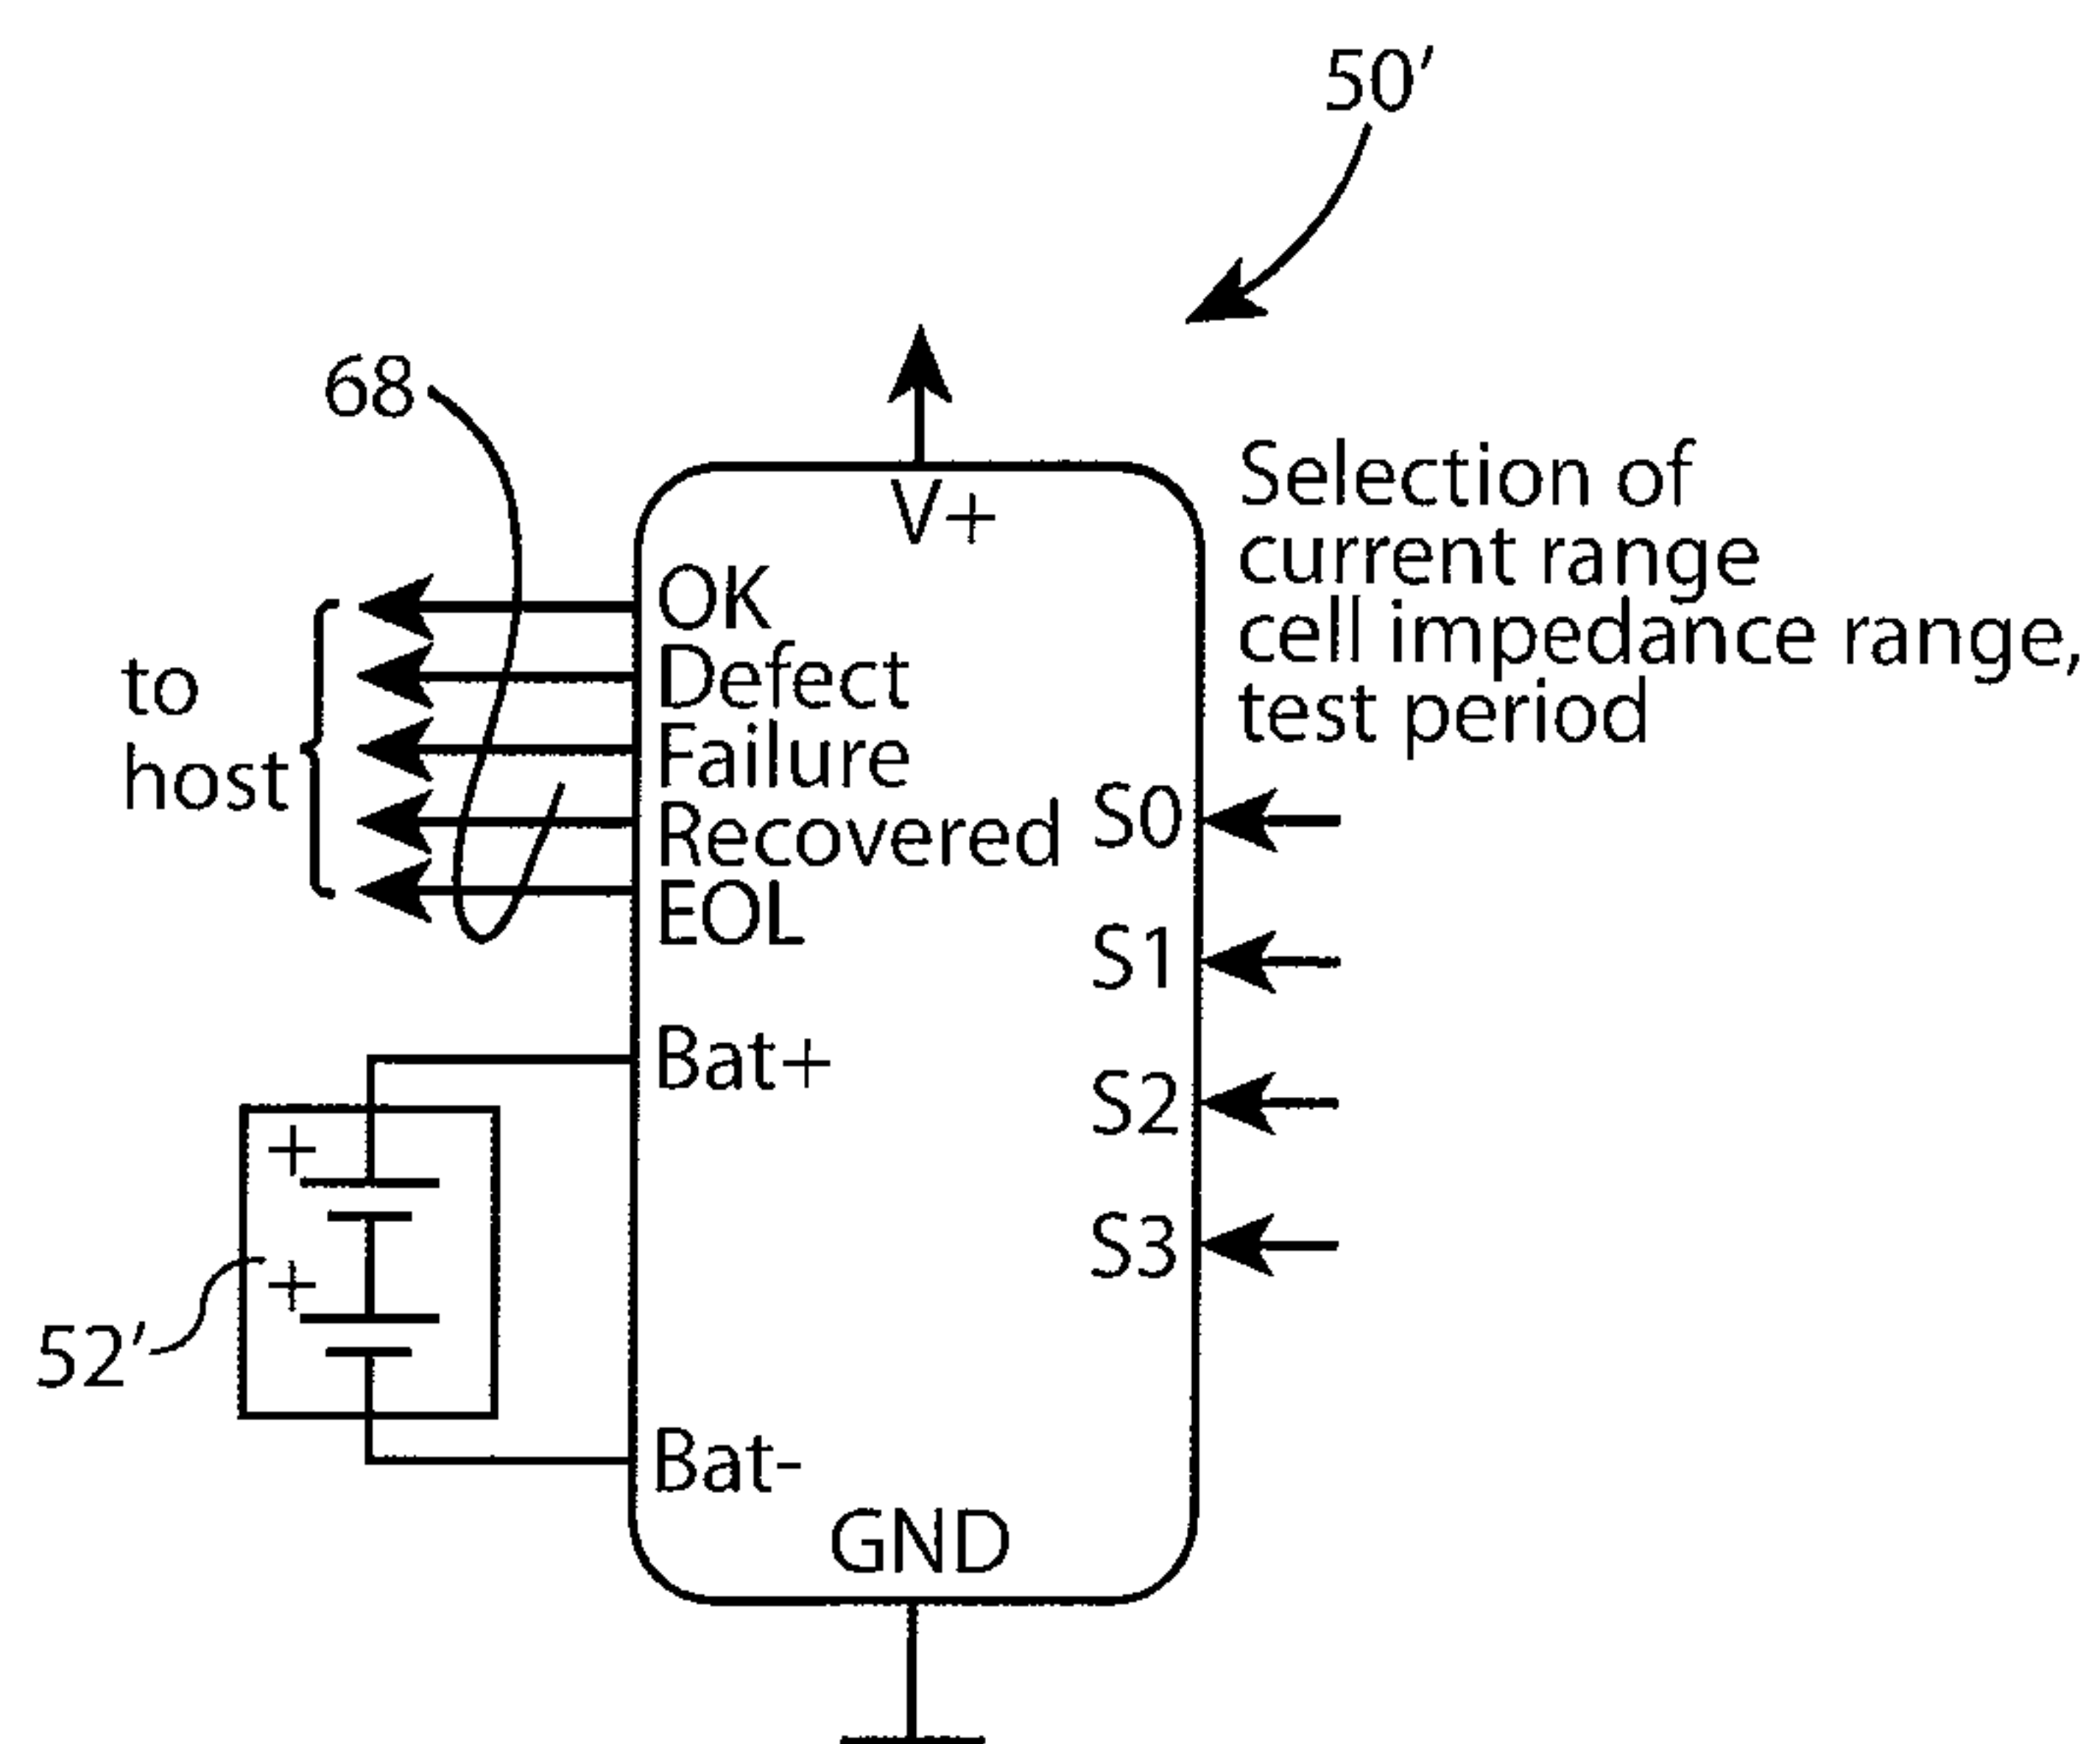 50'
68
V+
Selection of
current range
cell impedance range,
test period
to
host
OK
Defect
Failure
Recovered
EOL
S0
S1
S2
S3
Bat+
+
+
52'
Bat-
GND